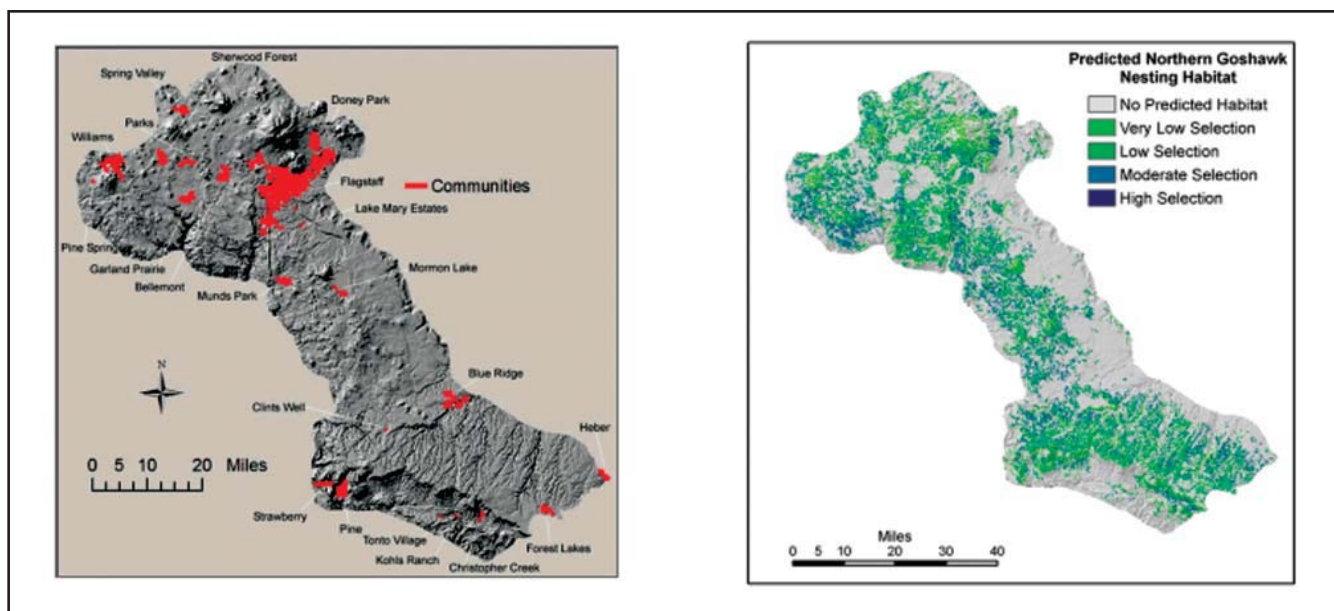 Sherwood Forest
Spring Valley
Doney Park
Parks
Williams
Communities
Flagstaff
Lake Mary Estates
Pine Spring
Garland Prairie
Mormon Lake
Bellemont
Munds Park
N
Blue Ridge
Clints Well
Heber
0 5 10 20 Miles
Strawberry
Pine
Tonto Village
Forest Lakes
Kohls Ranch
Christopher Creek
Predicted Northern Goshawk
Nesting Habitat
No Predicted Habitat
Very Low Selection
Low Selection
Moderate Selection
High Selection
Miles
0 5 10 20 30 40